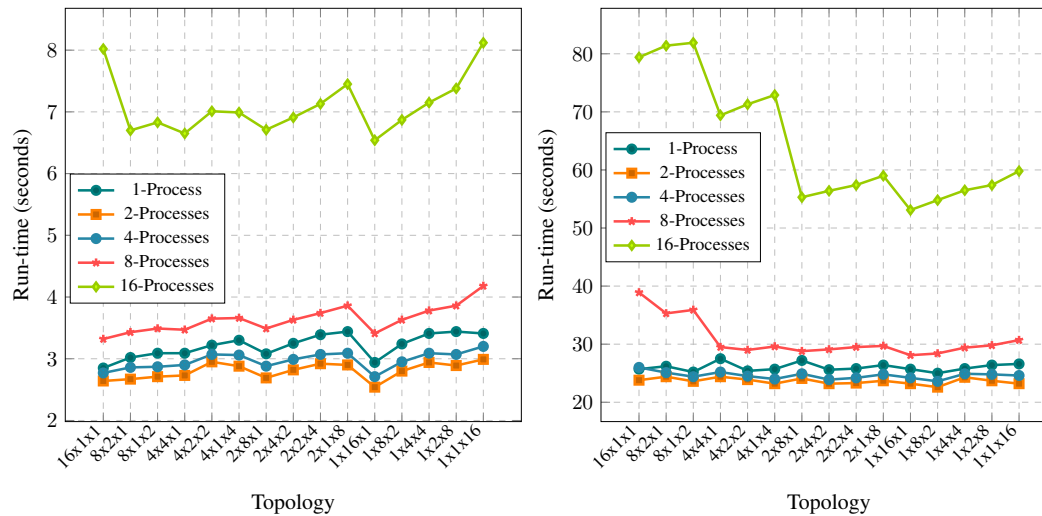 8
7
6
5
4
3
2
Run-time (seconds)
1-Process
2-Processes
4-Processes
8-Processes
16-Processes
16x1x1
8x2x1
8x1x2
4x4x1
4x2x2
4x1x4
2x8x1
2x4x2
2x2x4
2x1x8
1x16x1
1x8x2
1x4x4
1x2x8
1x1x16
Topology
80
70
60
50
40
30
20
Run-time (seconds)
1-Process
2-Processes
4-Processes
8-Processes
16-Processes
16x1x1
8x2x1
8x1x2
4x4x1
4x2x2
4x1x4
2x8x1
2x4x2
2x2x4
2x1x8
1x16x1
1x8x2
1x4x4
1x2x8
1x1x16
Topology